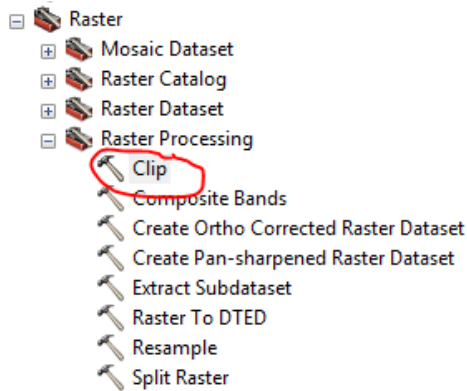 Raster
Mosaic Dataset
Raster Catalog
Raster Dataset
Raster Processing
Clip
Composite Bands
Create Ortho Corrected Raster Dataset
Create Pan-sharpened Raster Dataset
Extract Subdataset
Raster To DTED
Resample
Split Raster